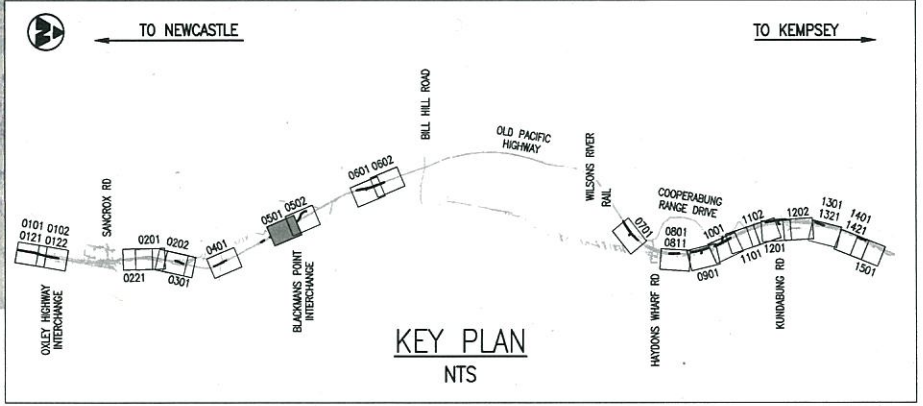 TO NEWCASTLE
TO KEMPSEY
BILL HILL ROAD
OLD PACIFIC
HIGHWAY
WILSONS RIVER
RAIL
COOPERABUNG
RANGE DRIVE
SANCROX RD
0101 0102
0121 0122
0201
0202
0221
0301
0401
0501
0502
0601 0602
0701
0801
0811
0901
1001
1101
1102
1201
1202
1301
1321
1401
1421
1501
OXLEY HIGHWAY
INTERCHANGE
BLACKMANS POINT
INTERCHANGE
HAYDONS WHARF RD
KUNDABUNG RD
KEY PLAN
NTS